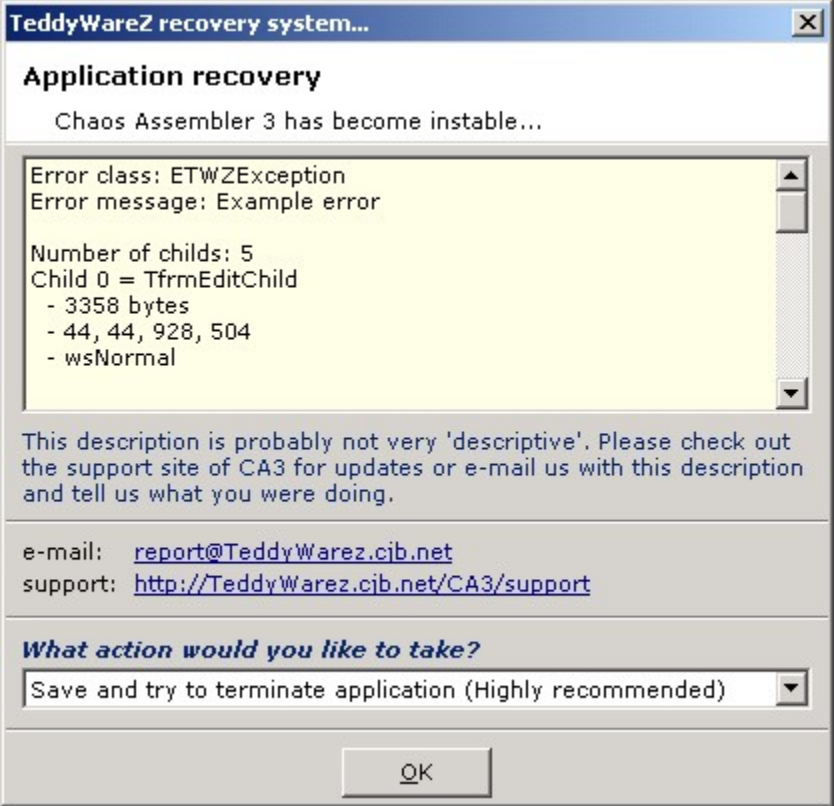 TeddyWareZ recovery system...
Application recovery
Chaos Assembler 3 has become instable...
Error class: ETWZException
Error message: Example error
Number of childs: 5
Child 0 = TfrmEditChild
- 3358 bytes
- 44, 44, 928, 504
- wsNormal
This description is probably not very 'descriptive'. Please check out
the support site of CA3 for updates or e-mail us with this description
and tell us what you were doing.
e-mail: report@TeddyWarez.cjb.net
support: http://TeddyWarez.cjb.net/CA3/support
What action would you like to take?
Save and try to terminate application (Highly recommended)
OK